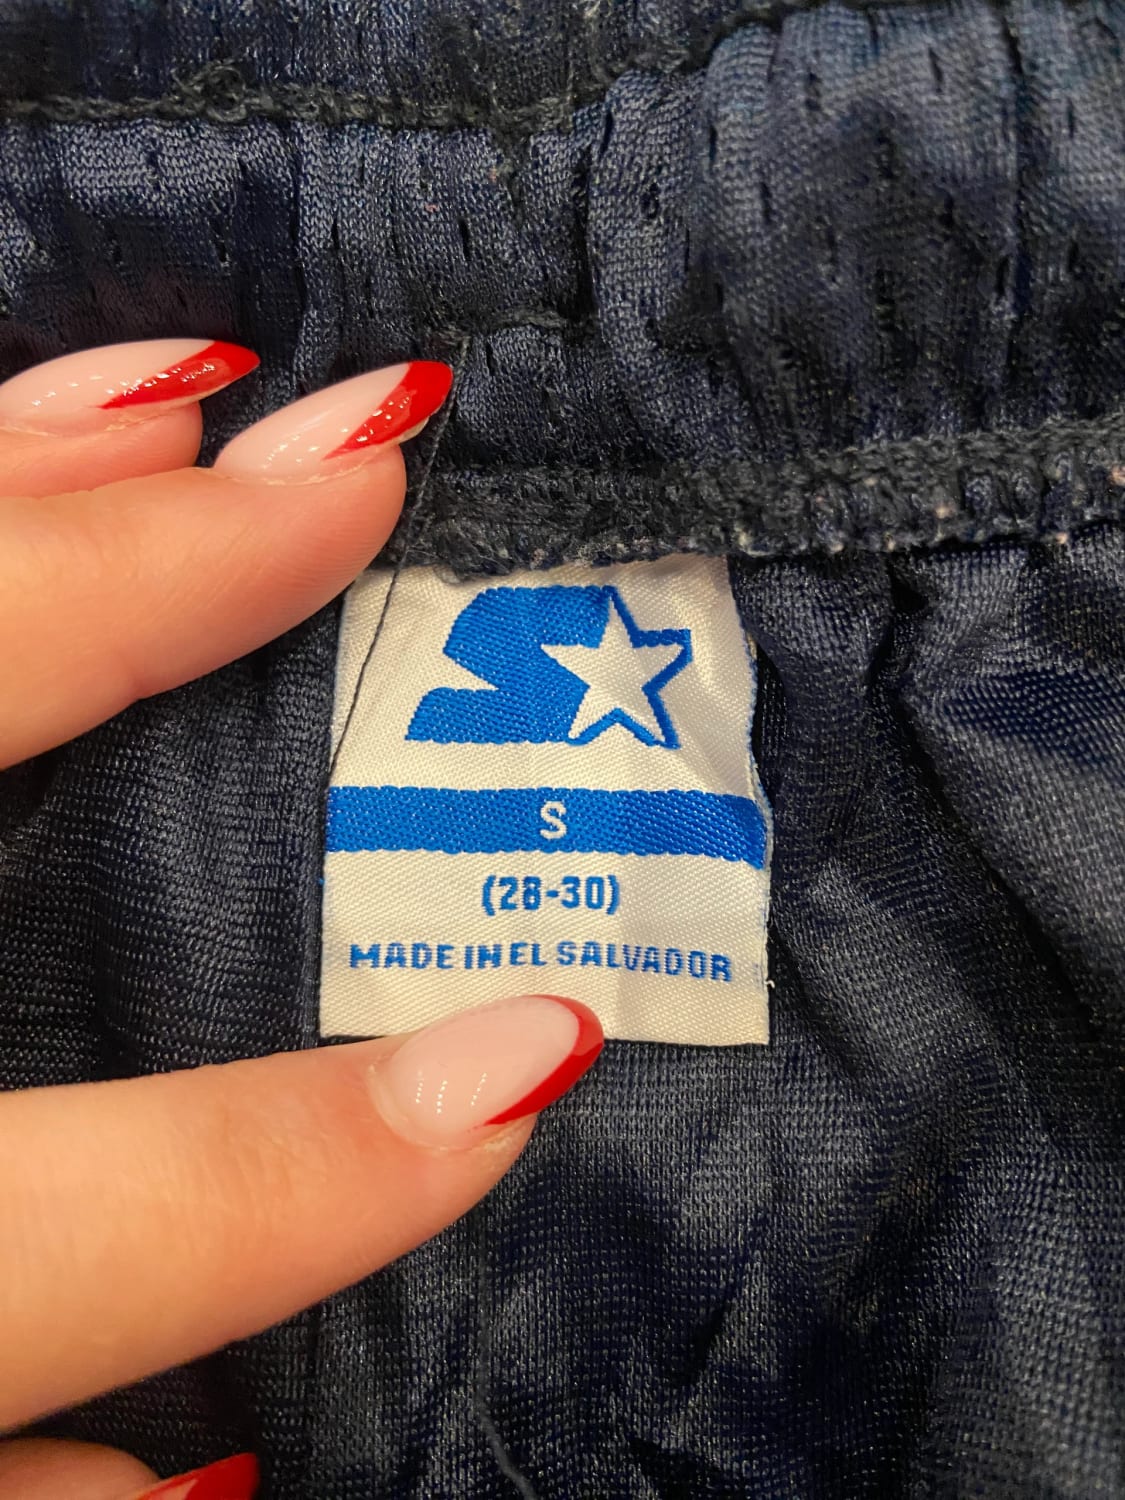 S
(28-30)
MADE IN EL SALVADOR